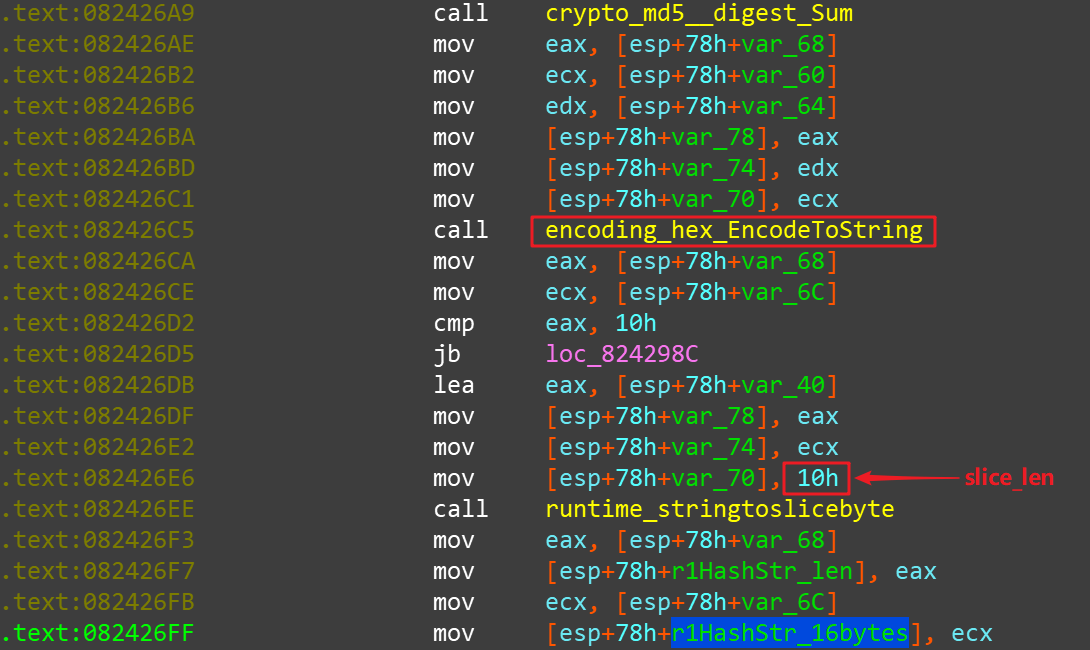 .text:082426A9 call crypto_md5__digest_Sum
.text:082426AE mov eax, [esp+78h+var_68]
.text:082426B2 mov ecx, [esp+78h+var_60]
.text:082426B6 mov edx, [esp+78h+var_64]
.text:082426BA mov [esp+78h+var_78], eax
.text:082426BD mov [esp+78h+var_74], edx
.text:082426C1 mov [esp+78h+var_70], ecx
.text:082426C5 call encoding_hex_EncodeToString
.text:082426CA mov eax, [esp+78h+var_68]
.text:082426CE mov ecx, [esp+78h+var_6C]
.text:082426D2 cmp eax, 10h
.text:082426D5 jb loc_824298C
.text:082426DB lea eax, [esp+78h+var_40]
.text:082426DF mov [esp+78h+var_78], eax
.text:082426E2 mov [esp+78h+var_74], ecx
.text:082426E6 mov [esp+78h+var_70], 10h slice_len
.text:082426EE call runtime_stringtoslicebyte
.text:082426F3 mov eax, [esp+78h+var_68]
.text:082426F7 mov [esp+78h+r1HashStr_len], eax
.text:082426FB mov ecx, [esp+78h+var_6C]
.text:082426FF mov [esp+78h+r1HashStr_16bytes], ecx